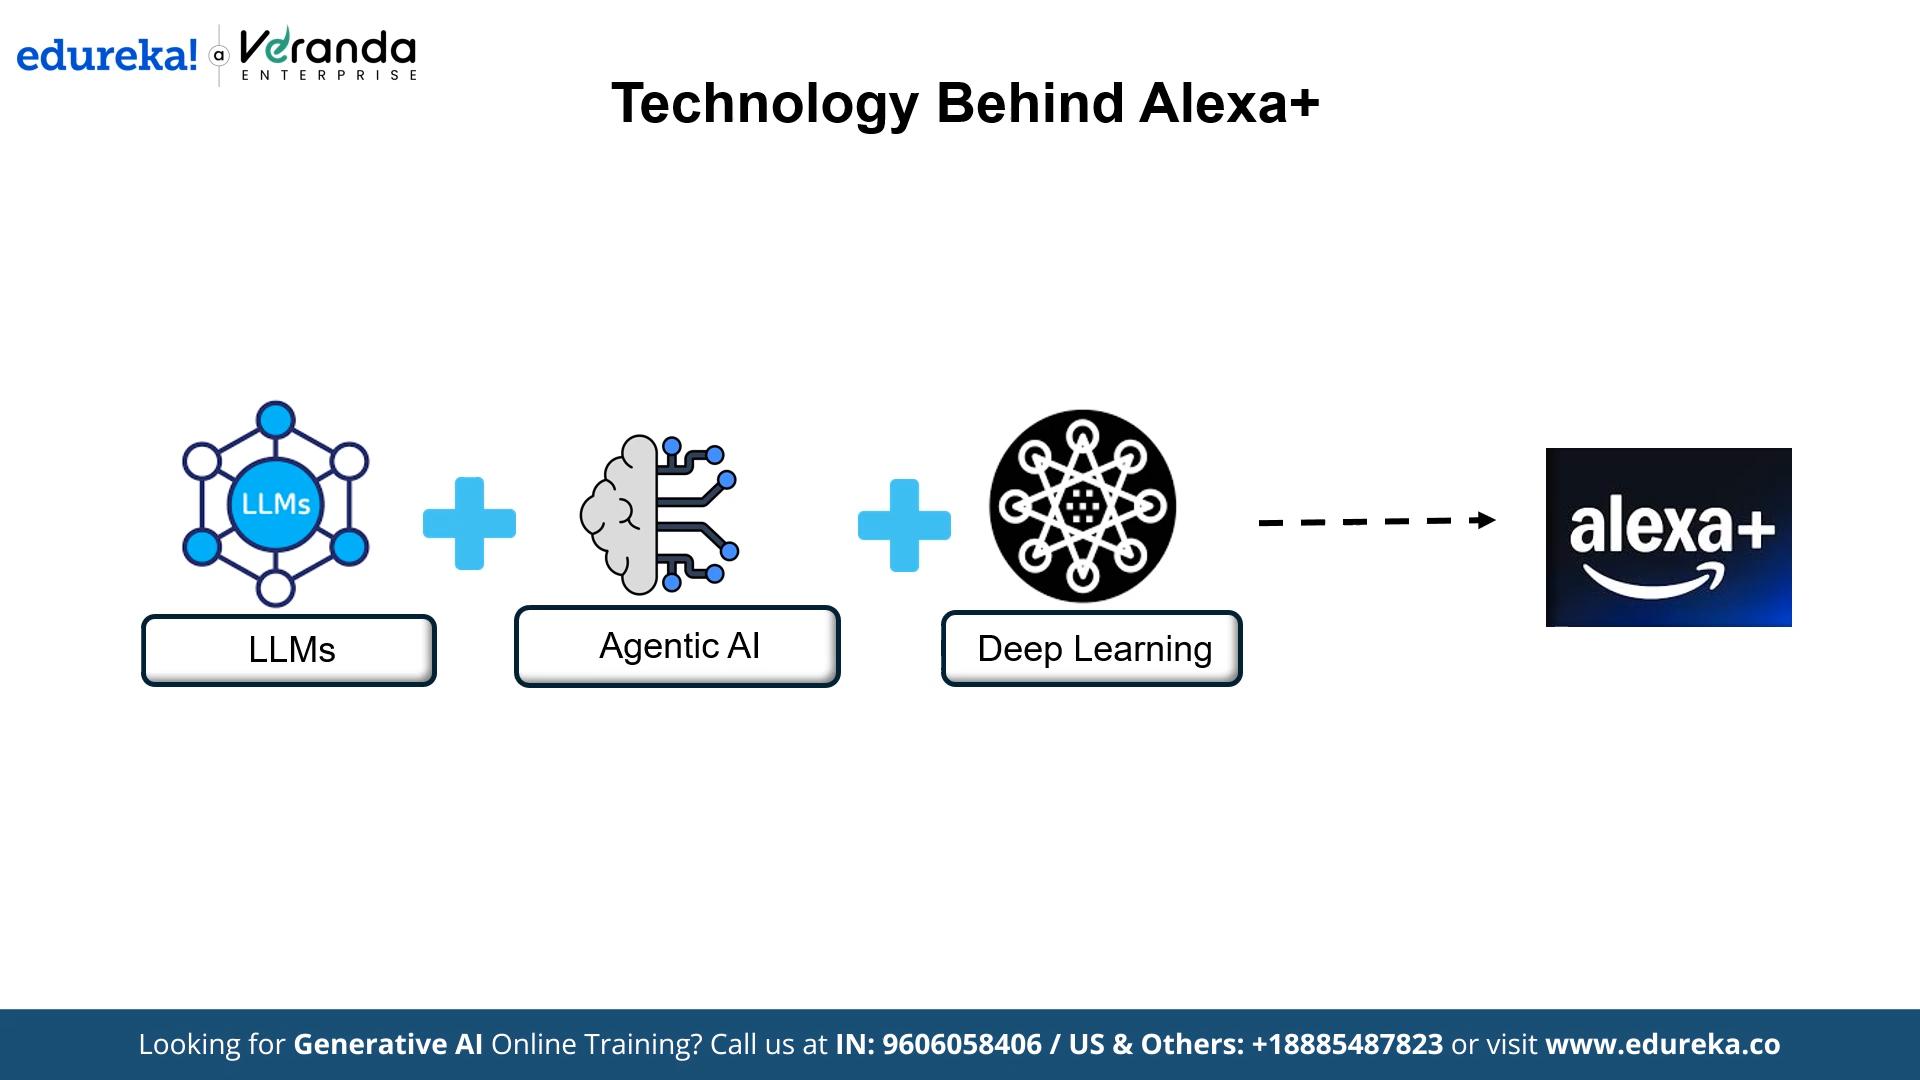 edureka! a Veranda
ENTERPRISE
Technology Behind Alexa+
LLMs
alexa+
LLMs
Agentic AI
Deep Learning
Looking for Generative AI Online Training? Call us at IN: 9606058406 / US & Others: +18885487823 or visit www.edureka.co